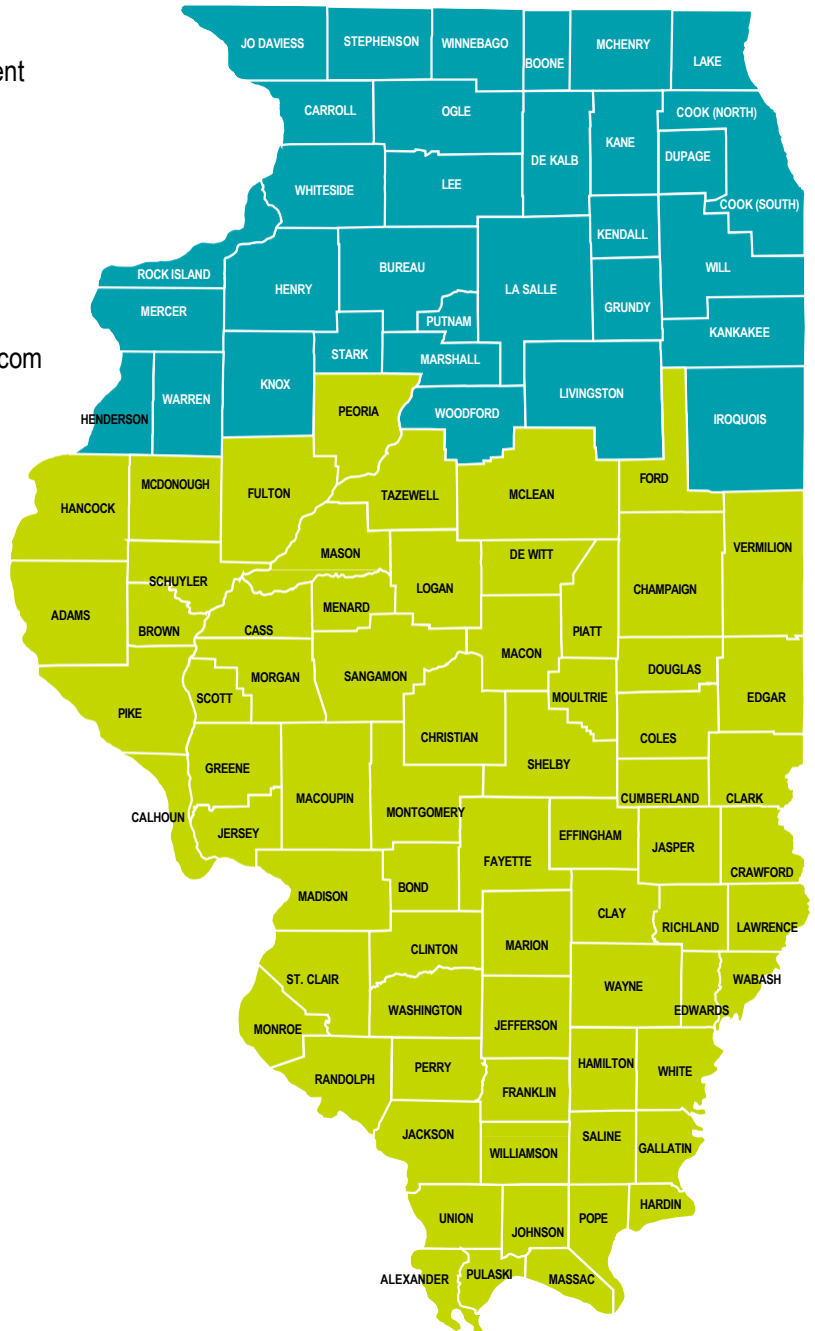 ent
com
JO DAVIESS
STEPHENSON
WINNEBAGO
BOONE
MCHENRY
LAKE
CARROLL
OGLE
DE KALB
KANE
COOK (NORTH)
DUPAGE
WHITESIDE
LEE
COOK (SOUTH)
KENDALL
ROCK ISLAND
HENRY
BUREAU
LA SALLE
WILL
MERCER
PUTNAM
GRUNDY
KANKAKEE
STARK
MARSHALL
HENDERSON
WARREN
KNOX
PEORIA
WOODFORD
LIVINGSTON
IROQUOIS
HANCOCK
MCDONOUGH
FULTON
TAZEWELL
MCLEAN
FORD
MASON
DE WITT
VERMILION
SCHUYLER
LOGAN
CHAMPAIGN
ADAMS
BROWN
CASS
MENARD
PIATT
MACON
MORGAN
SANGAMON
DOUGLAS
SCOTT
MOULTRIE
EDGAR
PIKE
CHRISTIAN
COLES
GREENE
SHELBY
MACOUPIN
CUMBERLAND
CLARK
CALHOUN
JERSEY
MONTGOMERY
EFFINGHAM
JASPER
FAYETTE
CRAWFORD
MADISON
BOND
CLAY
RICHLAND
LAWRENCE
CLINTON
MARION
ST. CLAIR
WAYNE
WABASH
WASHINGTON
EDWARDS
MONROE
JEFFERSON
PERRY
HAMILTON
WHITE
RANDOLPH
FRANKLIN
JACKSON
SALINE
WILLIAMSON
GALLATIN
UNION
JOHNSON
POPE
HARDIN
ALEXANDER
PULASKI
MASSAC